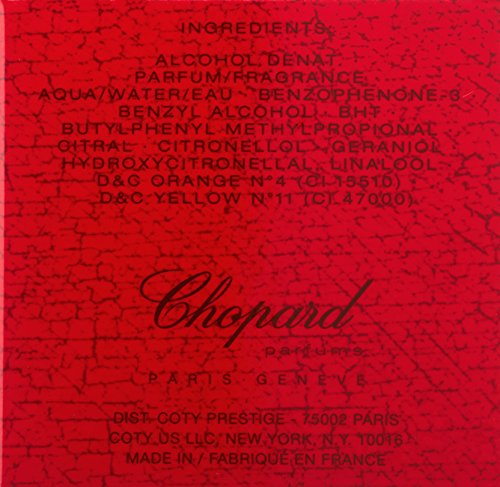 INGREDIENTS
ALCOHOL DENAT.
PARFUM/FRAGRANCE
AQUA/WATER/EAU - BENZOPHENONE-3
BENZYL ALCOHOL - BHT
BUTYLPHENYL METHYLPROPIONAL
CITRAL - CITRONELLOL - GERANIOL
HYDROXYCITRONELLAL, LINALOOL
D&C ORANGE N°4 (CI 15510)
D&C YELLOW N°11 (CI 47000)
Chopard
parfums
PARIS GENÈVE
DIST. COTY PRESTIGE - 75002 PARIS
COTY US LLC, NEW YORK, N.Y. 10016
MADE IN / FABRIQUÉ EN FRANCE